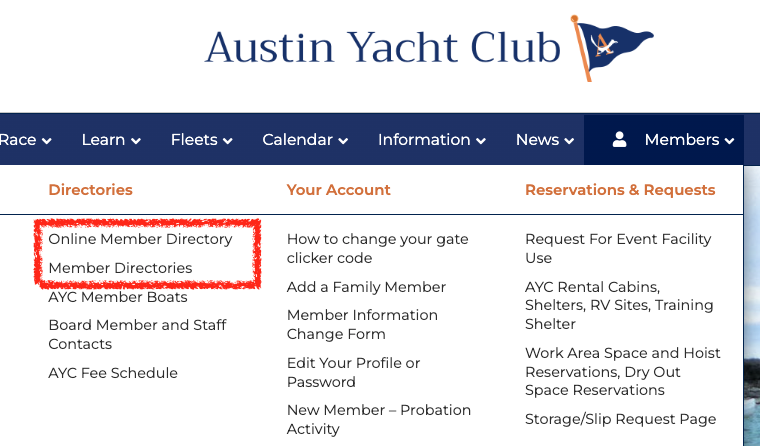 Austin Yacht Club
Race
Learn
Fleets
Calendar
Information
News
Members
Directories
Online Member Directory
Member Directories
AYC Member Boats
Board Member and Staff
Contacts
AYC Fee Schedule
Your Account
How to change your gate
clicker code
Add a Family Member
Member Information
Change Form
Edit Your Profile or
Password
New Member – Probation
Activity
Reservations & Requests
Request For Event Facility
Use
AYC Rental Cabins,
Shelters, RV Sites, Training
Shelter
Work Area Space and Hoist
Reservations, Dry Out
Space Reservations
Storage/Slip Request Page